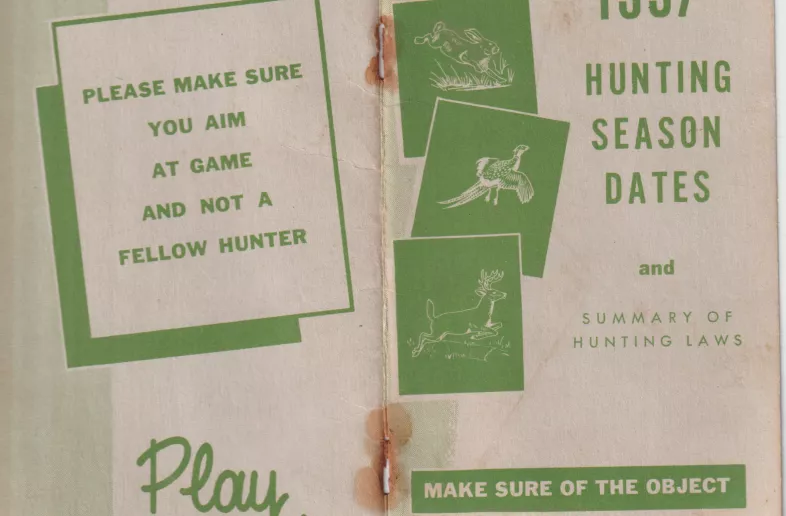 PLEASE MAKE SURE
YOU AIM
AT GAME
AND NOT A
FELLOW HUNTER
Play
HUNTING
SEASON
DATES
and
SUMMARY OF
HUNTING LAWS
MAKE SURE OF THE OBJECT